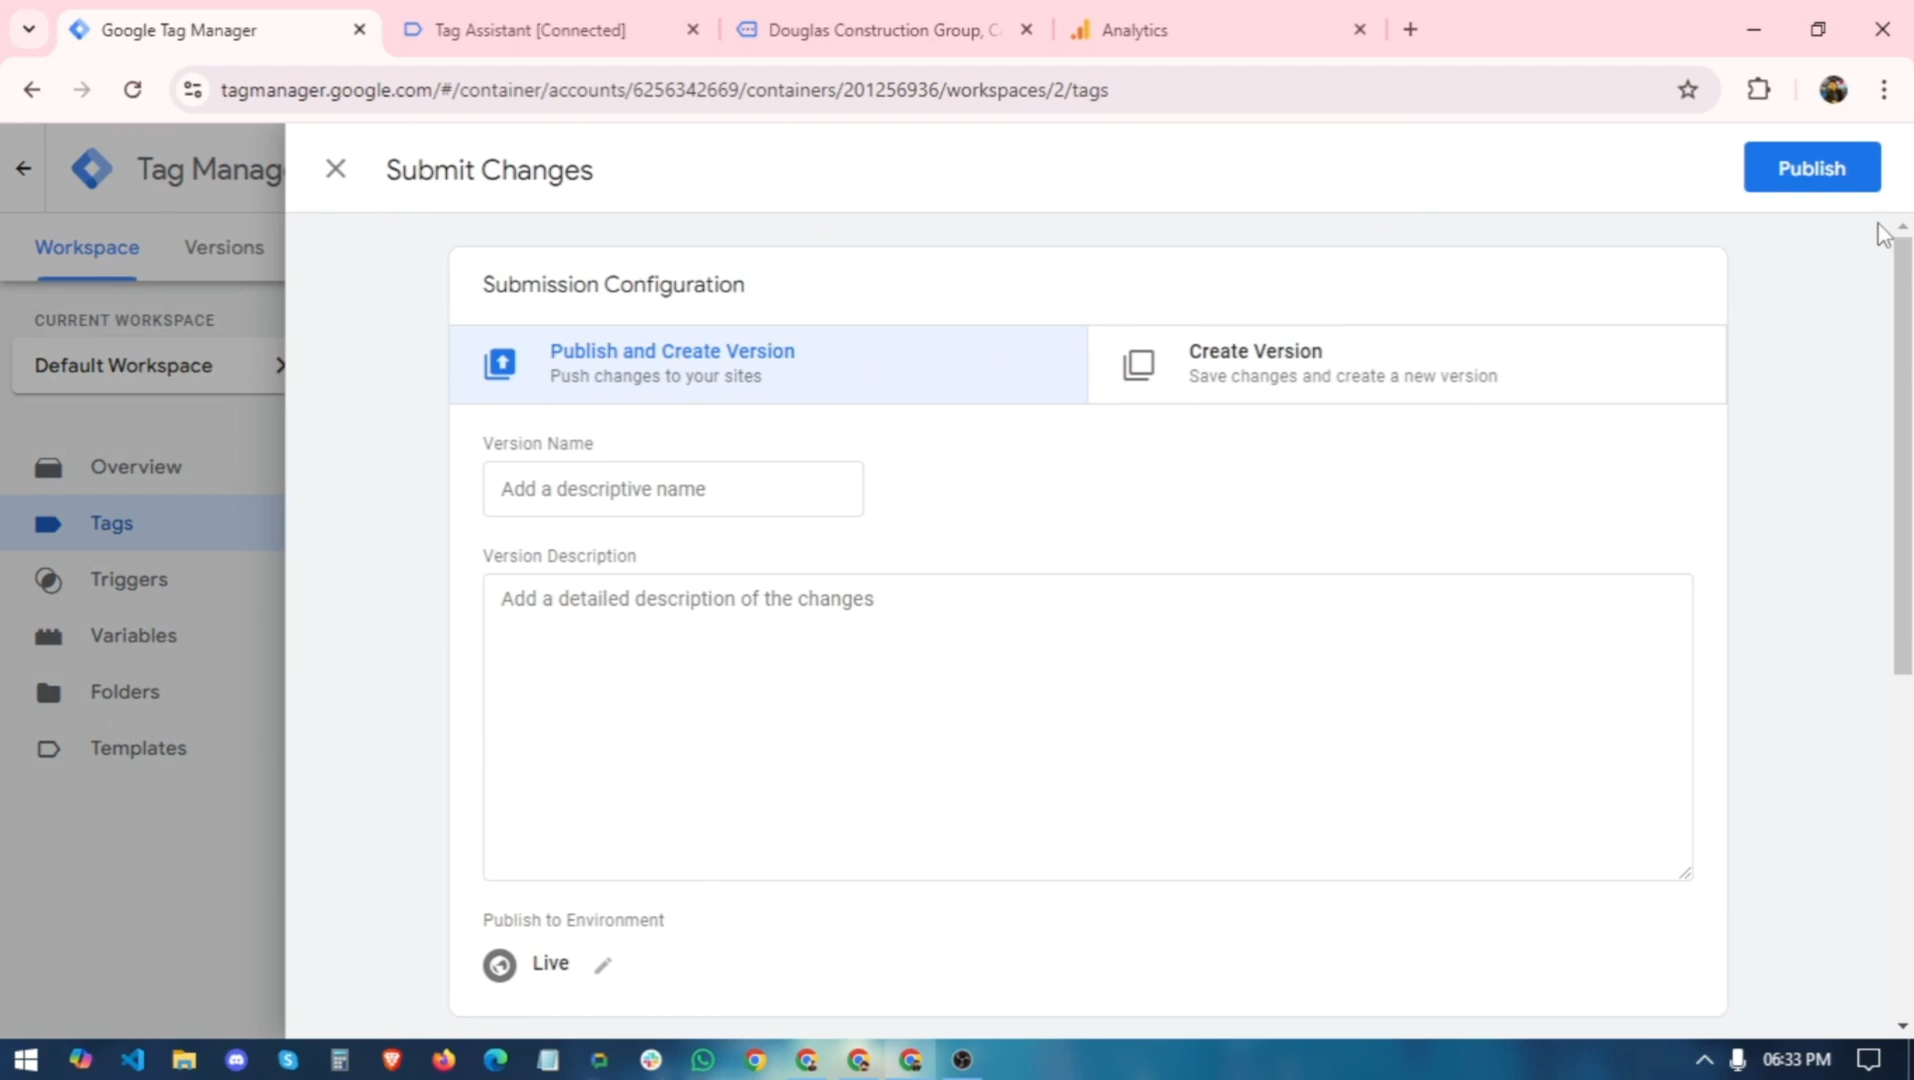 Google Tag Manager
Tag Assistant [Connected]
Douglas Construction Group, C
Analytics
tagmanager.google.com/#/container/accounts/6256342669/containers/201256936/workspaces/2/tags
Tag Manag
Submit Changes
Publish
Workspace
Versions
CURRENT WORKSPACE
Default Workspace
Overview
Tags
Triggers
Variables
Folders
Templates
Submission Configuration
Publish and Create Version
Push changes to your sites
Create Version
Save changes and create a new version
Version Name
Add a descriptive name
Version Description
Add a detailed description of the changes
Publish to Environment
Live
06:33 PM